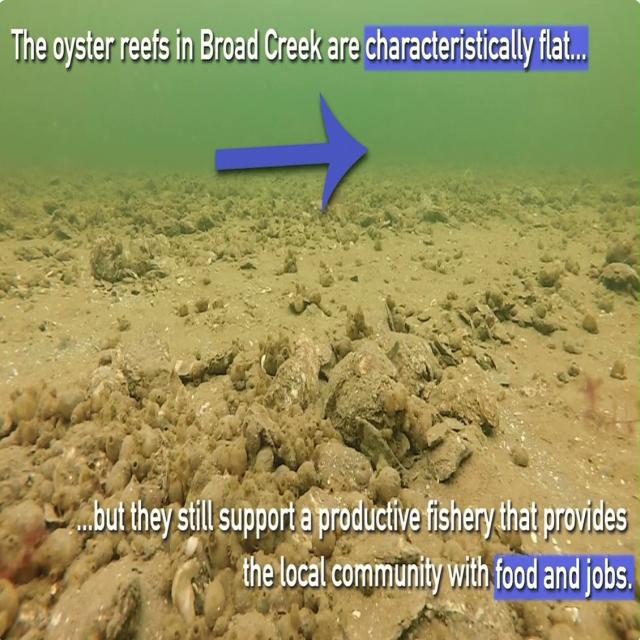 The oyster reefs in Broad Creek are characteristically flat...
...but they still support a productive fishery that provides
the local community with food and jobs.